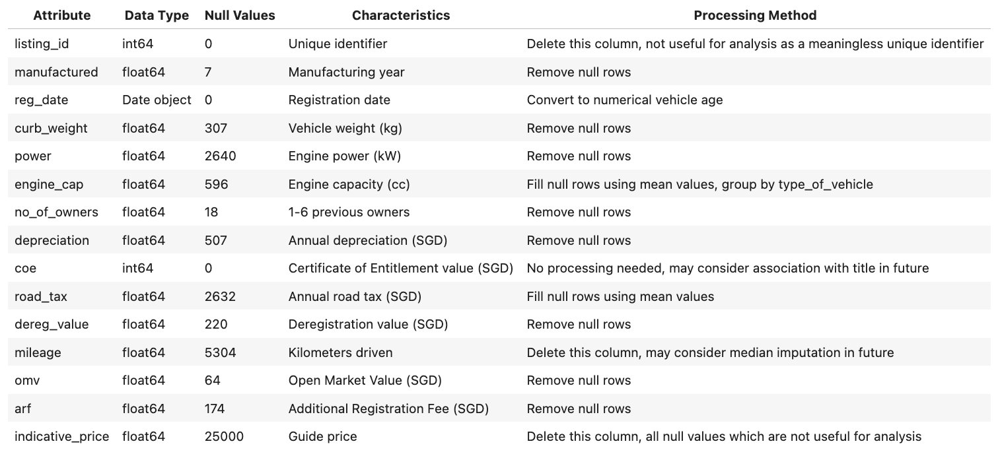 Attribute Data Type Null Values Characteristics Processing Method
listing_id int64 0 Unique identifier Delete this column, not useful for analysis as a meaningless unique identifier
manufactured float64 7 Manufacturing year Remove null rows
reg_date Date object 0 Registration date Convert to numerical vehicle age
curb_weight float64 307 Vehicle weight (kg) Remove null rows
power float64 2640 Engine power (kW) Remove null rows
engine_cap float64 596 Engine capacity (cc) Fill null rows using mean values, group by type_of_vehicle
no_of_owners float64 18 1-6 previous owners Remove null rows
depreciation float64 507 Annual depreciation (SGD) Remove null rows
coe int64 0 Certificate of Entitlement value (SGD) No processing needed, may consider association with title in future
road_tax float64 2632 Annual road tax (SGD) Fill null rows using mean values
dereg_value float64 220 Deregistration value (SGD) Remove null rows
mileage float64 5304 Kilometers driven Delete this column, may consider median imputation in future
omv float64 64 Open Market Value (SGD) Remove null rows
arf float64 174 Additional Registration Fee (SGD) Remove null rows
indicative_price float64 25000 Guide price Delete this column, all null values which are not useful for analysis